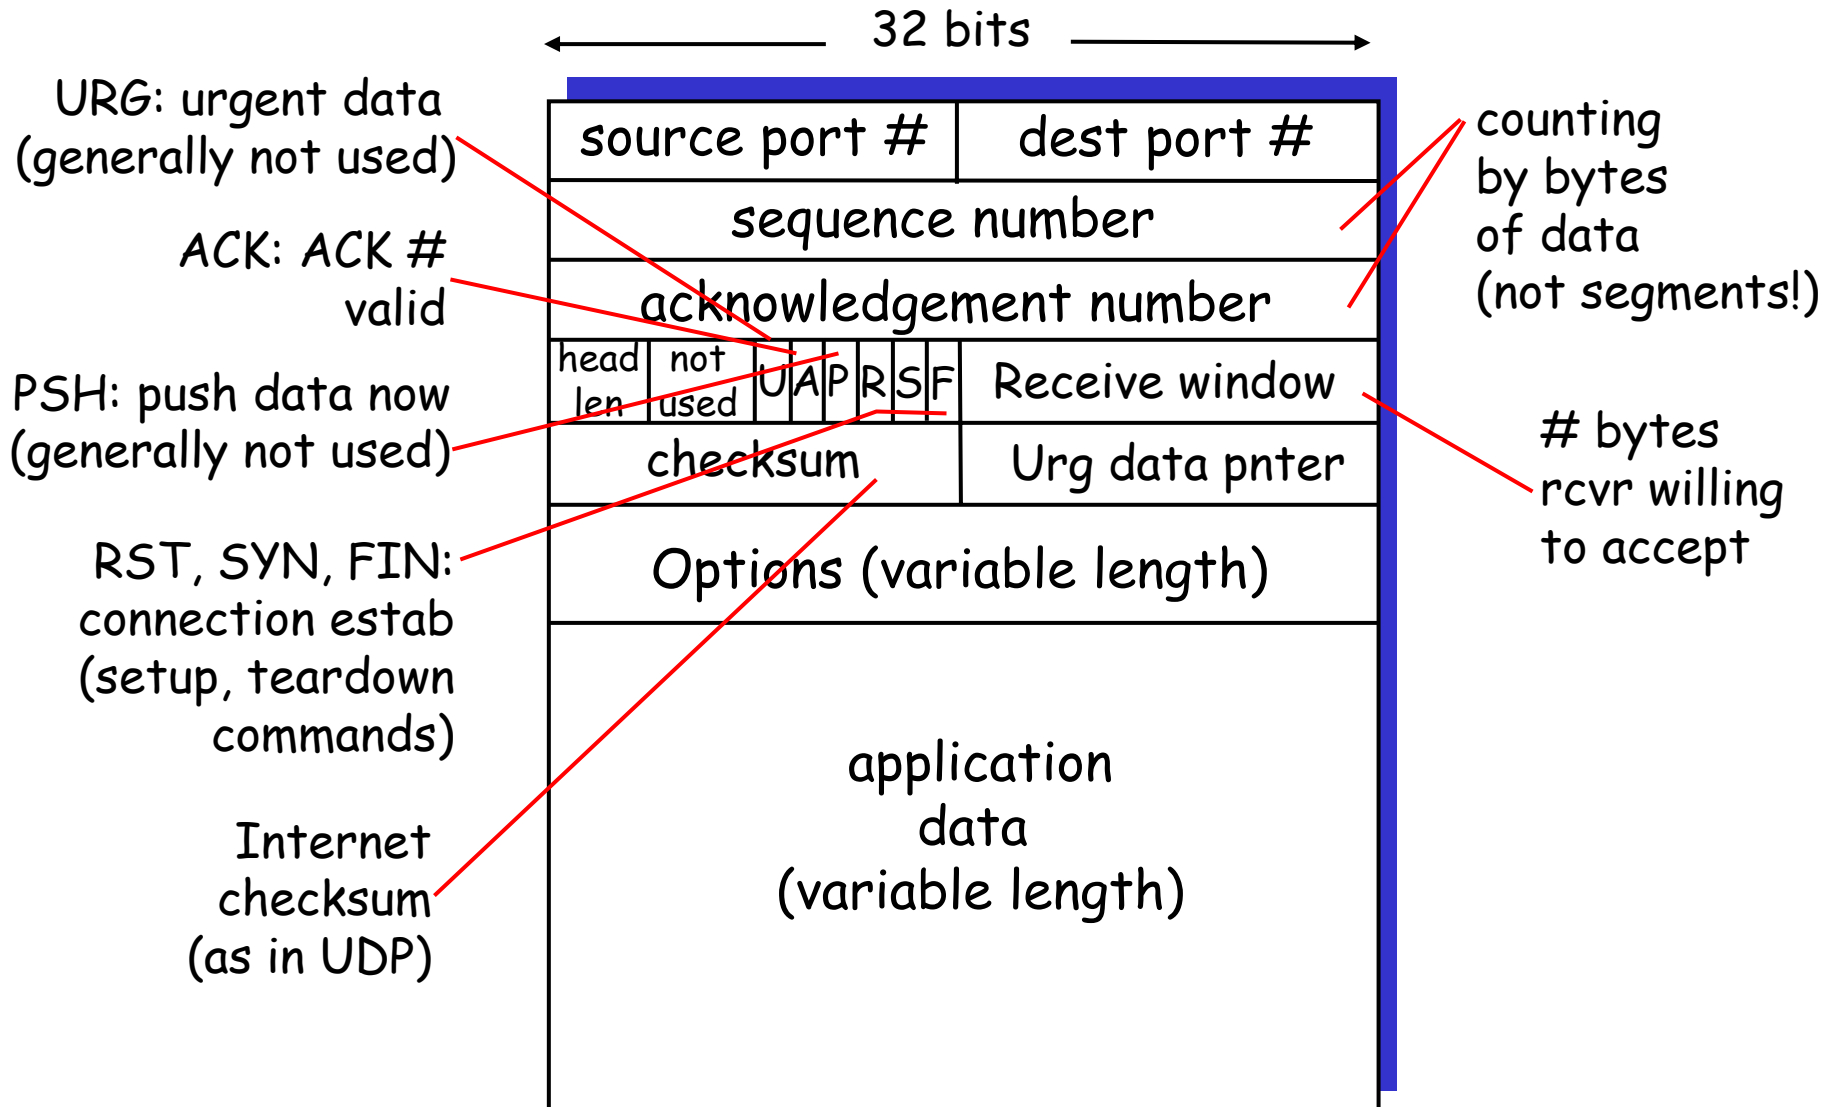 32 bits
URG: urgent data
(generally not used)
ACK: ACK #
valid
PSH: push data now
(generally not used)
RST, SYN, FIN:
connection estab
(setup, teardown
commands)
Internet
checksum
(as in UDP)
source port #
dest port #
sequence number
acknowledgement number
head
len
not
used
U
A
P
R
S
F
Receive window
checksum
Urg data pnter
Options (variable length)
application
data
(variable length)
counting
by bytes
of data
(not segments!)
# bytes
rcvr willing
to accept